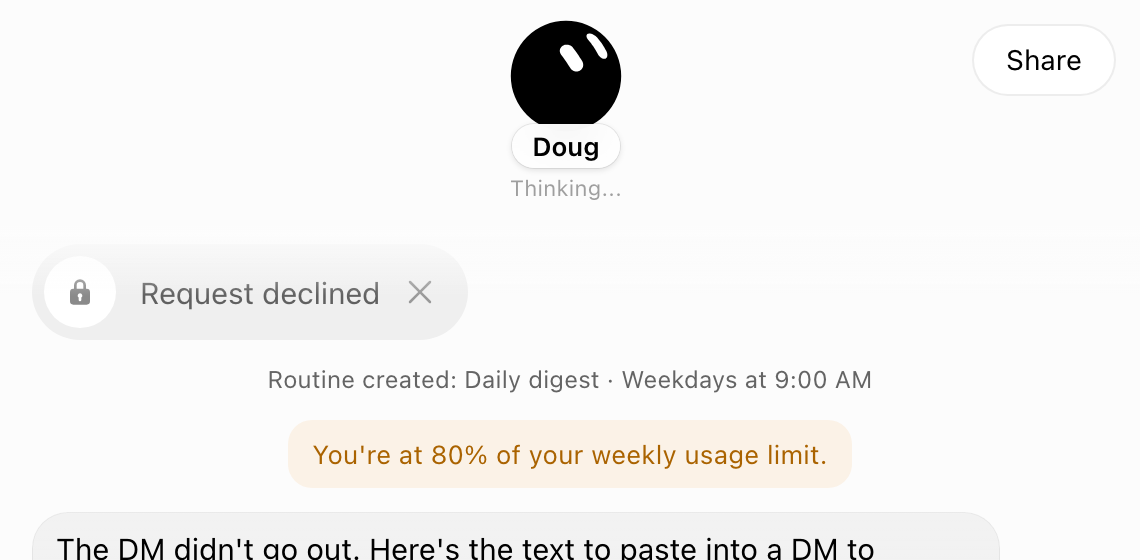 Share
Doug
Thinking...
Request declined
Routine created: Daily digest · Weekdays at 9:00 AM
You're at 80% of your weekly usage limit.
The DM didn't go out. Here's the text to paste into a DM to